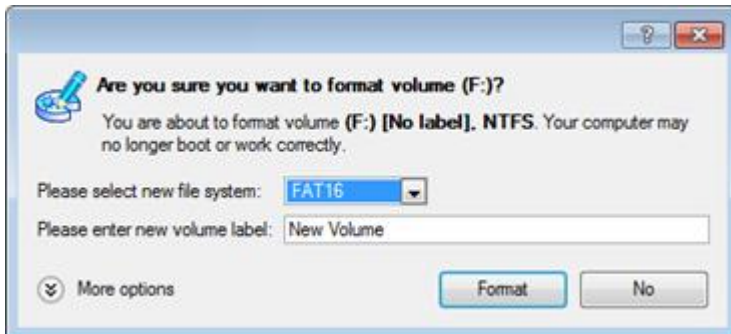 Are you sure you want to format volume (F:)?
You are about to format volume (F:) [No label], NTFS. Your computer may
no longer boot or work correctly.
Please select new file system: FAT16
Please enter new volume label: New Volume
More options Format No